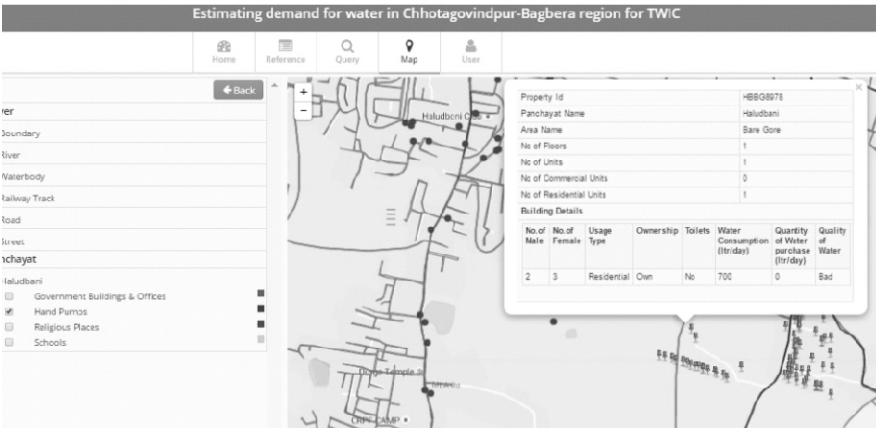 Estimating demand for water in Chhotagovindpur-Bagbera region for TWIC
Home Reference Query Map User
Back
yer
Boundary
River
Waterbody
Railway Track
Road
Street
nchayat
Haludbani
Government Buildings & Offices
Hand Pumps
Religious Places
Schools
+
−
Haludbani
Temple
CAMP
×
Property Id HBBG8978
Panchayat Name Haludbani
Area Name Bare Gore
No of Floors 1
No of Units 1
No of Commercial Units 0
No of Residential Units 1
Building Details
No.of Male No.of Female Usage Type Ownership Toilets Water Consumption (ltr/day) Quantity of Water purchase (ltr/day) Quality of Water
2 3 Residential Own No 700 0 Bad